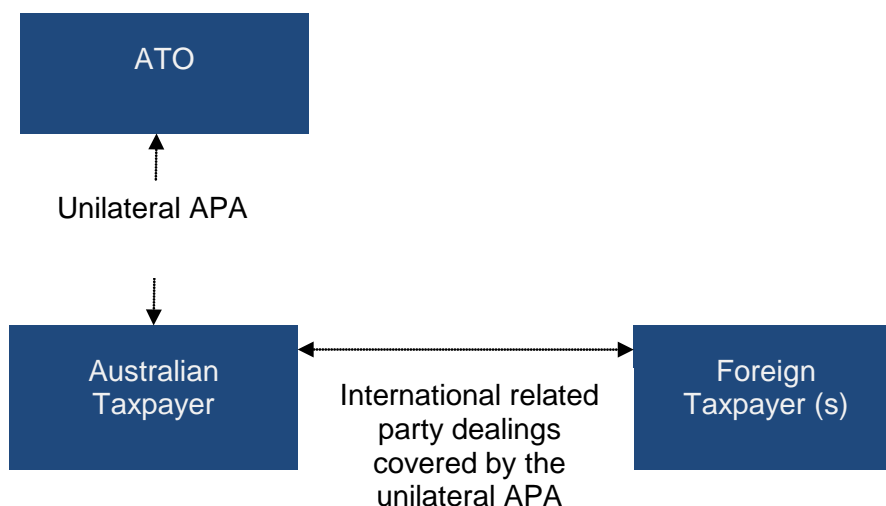 ATO
Unilateral APA
Australian
Taxpayer
International related
party dealings
covered by the
unilateral APA
Foreign
Taxpayer (s)